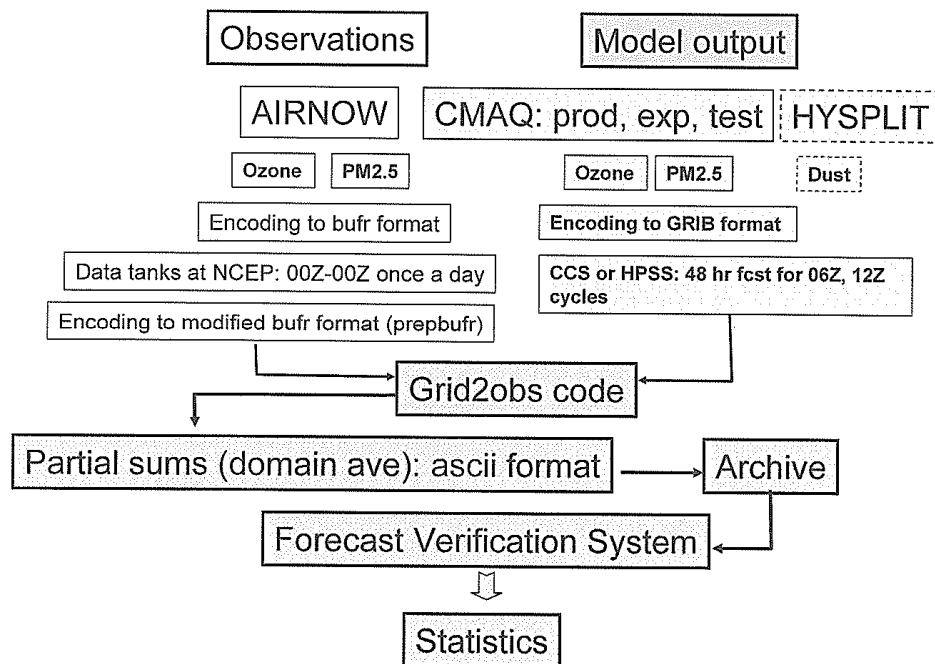 Observations
Model output
AIRNOW
CMAQ: prod, exp, test
HYSPLIT
Ozone
PM2.5
Ozone
PM2.5
Dust
Encoding to bufr format
Encoding to GRIB format
Data tanks at NCEP: 00Z-00Z once a day
CCS or HPSS: 48 hr fcst for 06Z, 12Z
cycles
Encoding to modified bufr format (prepbufr)
Grid2obs code
Partial sums (domain ave): ascii format
Archive
Forecast Verification System
Statistics